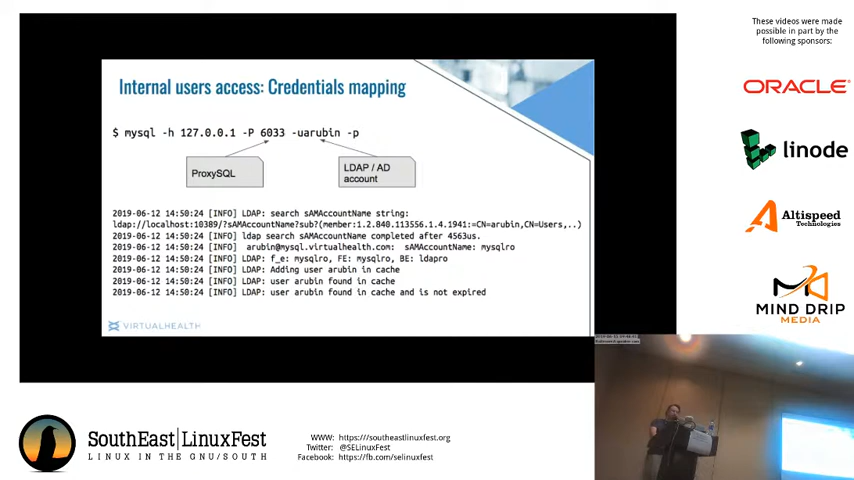 These videos were made
possible in part by the
following sponsors:
ORACLE
linode
Altispeed
Technologies
MIND DRIP
MEDIA
Internal users access: Credentials mapping
$ mysql -h 127.0.0.1 -P 6033 -uarubin -p
ProxySQL
LDAP / AD
account
2019-06-12 14:50:24 [INFO] LDAP: search sAMAccountName string:
ldap://localhost:10389/?sAMAccountName?sub?(member:1.2.840.113556.1.4.1941:=CN=arubin,CN=Users,..)
2019-06-12 14:50:24 [INFO] ldap search sAMAccountName completed after 4563us.
2019-06-12 14:50:24 [INFO] arubin@mysql.virtualhealth.com: sAMAccountName: mysqlro
2019-06-12 14:50:24 [INFO] LDAP: f_e: mysqlro, FE: mysqlro, BE: ldapro
2019-06-12 14:50:24 [INFO] LDAP: Adding user arubin in cache
2019-06-12 14:50:24 [INFO] LDAP: user arubin found in cache
2019-06-12 14:50:24 [INFO] LDAP: user arubin found in cache and is not expired
VIRTUALHEALTH
SouthEast|LinuxFest
LINUX IN THE GNU/SOUTH
WWW: https://southeastlinuxfest.org
Twitter: @SELinuxFest
Facebook: https://fb.com/selinuxfest